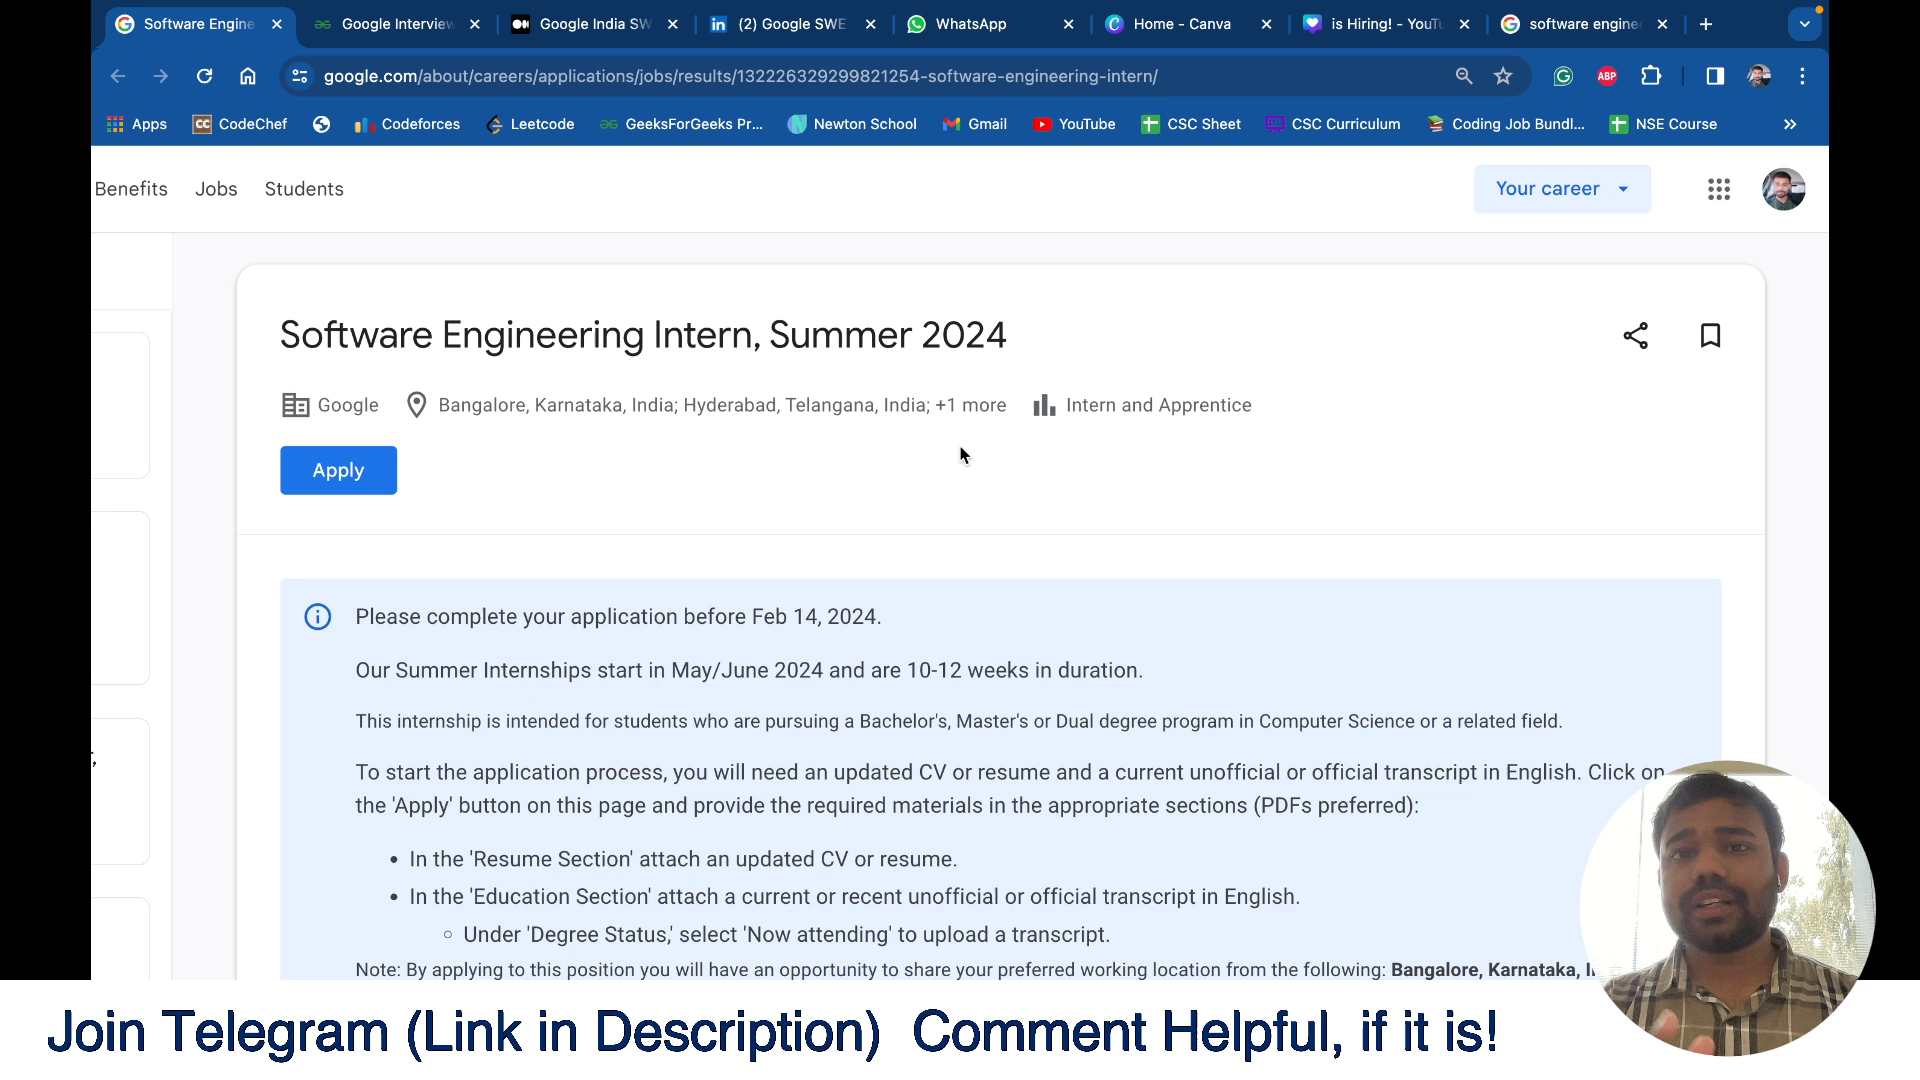 Software Engine
Google Interview
Google India SW
(2) Google SWE
WhatsApp
Home - Canva
is Hiring! - YouTu
software engine
google.com/about/careers/applications/jobs/results/132226329299821254-software-engineering-intern/
ABP
Apps
CC CodeChef
Codeforces
Leetcode
GeeksForGeeks Pr...
Newton School
Gmail
YouTube
CSC Sheet
CSC Curriculum
Coding Job Bundl...
NSE Course
Benefits
Jobs
Students
Your career
Software Engineering Intern, Summer 2024
Google
Bangalore, Karnataka, India; Hyderabad, Telangana, India; +1 more
Intern and Apprentice
Apply
Please complete your application before Feb 14, 2024.
Our Summer Internships start in May/June 2024 and are 10-12 weeks in duration.
This internship is intended for students who are pursuing a Bachelor's, Master's or Dual degree program in Computer Science or a related field.
To start the application process, you will need an updated CV or resume and a current unofficial or official transcript in English. Click on
the 'Apply' button on this page and provide the required materials in the appropriate sections (PDFs preferred):
• In the 'Resume Section' attach an updated CV or resume.
• In the 'Education Section' attach a current or recent unofficial or official transcript in English.
○ Under 'Degree Status,' select 'Now attending' to upload a transcript.
Note: By applying to this position you will have an opportunity to share your preferred working location from the following: Bangalore, Karnataka,
Join Telegram (Link in Description) Comment Helpful, if it is!